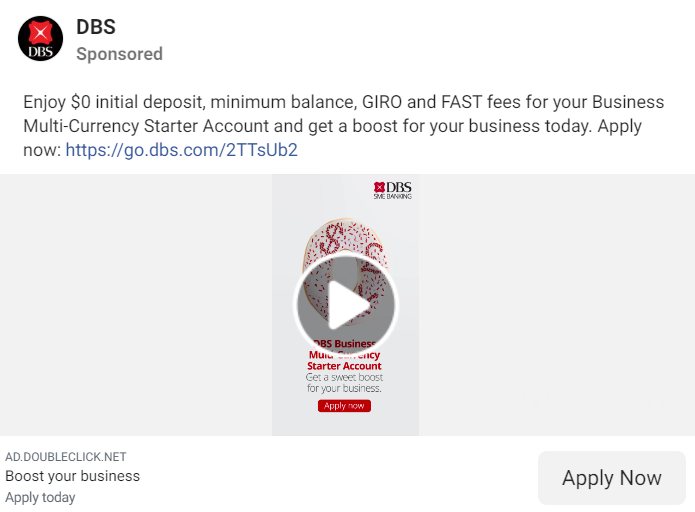 DBS
DBS
Sponsored
Enjoy $0 initial deposit, minimum balance, GIRO and FAST fees for your Business
Multi-Currency Starter Account and get a boost for your business today. Apply
now: https://go.dbs.com/2TTsUb2
DBS
SME BANKING
DBS Business
Multi-Currency
Starter Account
Get a sweet boost
for your business.
Apply now
AD.DOUBLECLICK.NET
Boost your business
Apply today
Apply Now